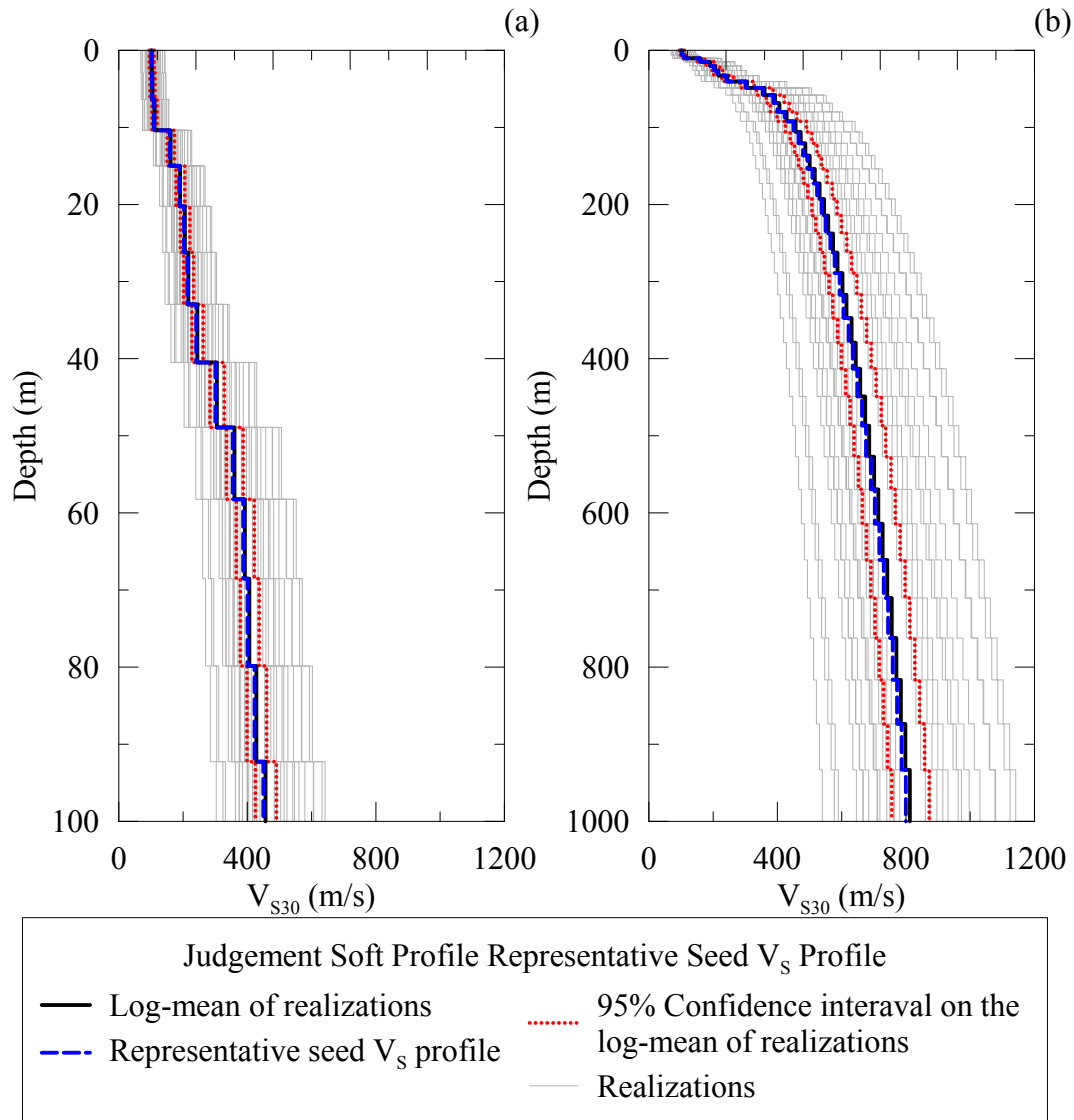 (a)
0
20
40
60
80
100
Depth (m)
0 400 800 1200
V_S30 (m/s)
(b)
0
200
400
600
800
1000
Depth (m)
0 400 800 1200
V_S30 (m/s)
Judgement Soft Profile Representative Seed V_S Profile
Log-mean of realizations
Representative seed V_S profile
95% Confidence interaval on the
log-mean of realizations
Realizations